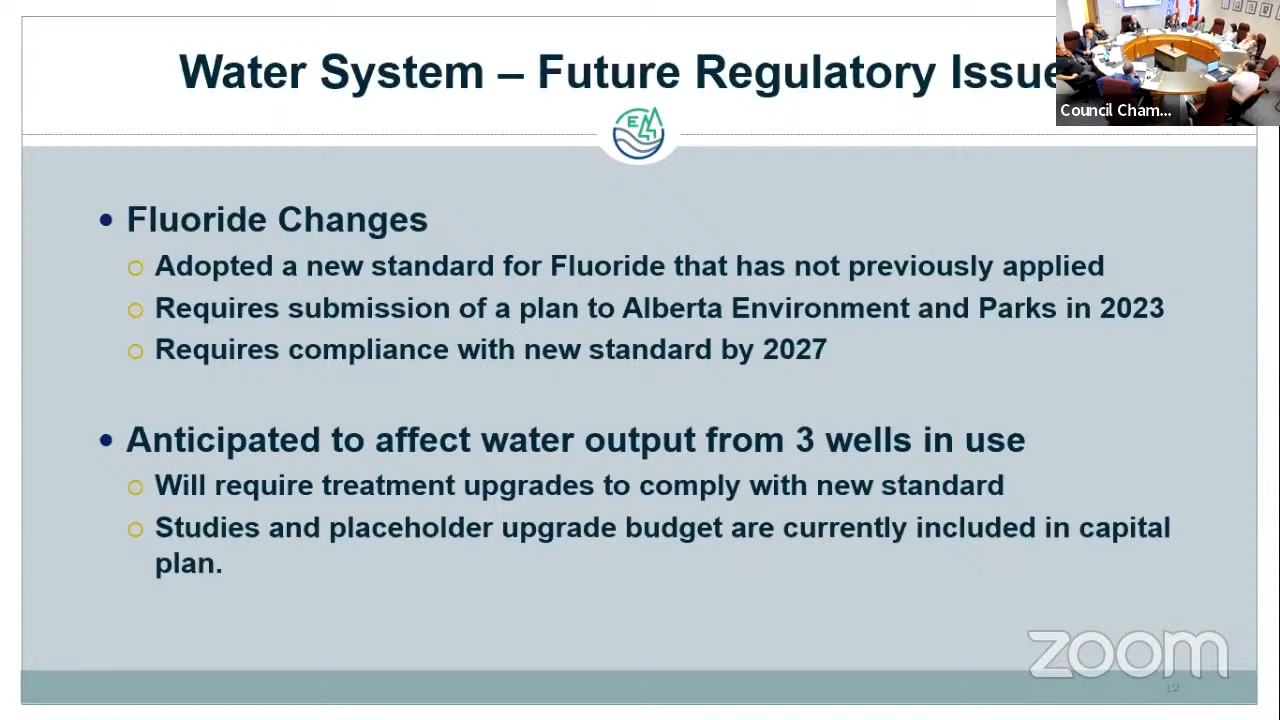 Water System – Future Regulatory Issue
Council Cham...
E
• Fluoride Changes
○ Adopted a new standard for Fluoride that has not previously applied
○ Requires submission of a plan to Alberta Environment and Parks in 2023
○ Requires compliance with new standard by 2027
• Anticipated to affect water output from 3 wells in use
○ Will require treatment upgrades to comply with new standard
○ Studies and placeholder upgrade budget are currently included in capital
plan.
zoom
12